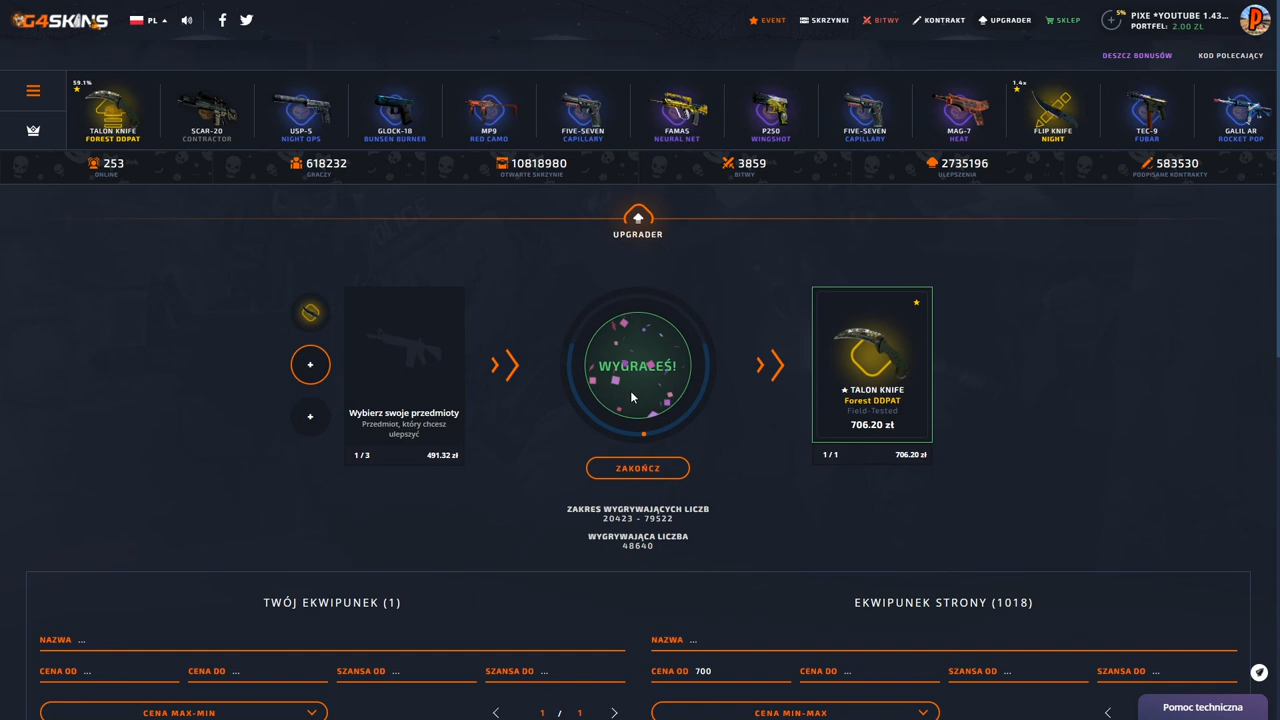 G4SKINS
PL
EVENT
SKRZYNKI
BITWY
KONTRAKT
UPGRADER
SKLEP
5%
PIXE *YOUTUBE 1.43...
PORTFEL: 2.00 ZŁ
DESZCZ BONUSÓW
KOD POLECAJĄCY
59.1%
TALON KNIFE
FOREST DDPAT
SCAR-20
CONTRACTOR
USP-S
NIGHT OPS
GLOCK-18
BUNSEN BURNER
MP9
RED CAMO
FIVE-SEVEN
CAPILLARY
FAMAS
NEURAL NET
P250
WINGSHOT
FIVE-SEVEN
CAPILLARY
MAG-7
HEAT
1.4x
FLIP KNIFE
NIGHT
TEC-9
FUBAR
GALIL AR
ROCKET POP
253
ONLINE
618232
GRACZY
10818980
OTWARTE SKRZYNIE
3859
BITWY
2735196
ULEPSZENIA
583530
PODPISANE KONTRAKTY
UPGRADER
Wybierz swoje przedmioty
Przedmiot, który chcesz
ulepszyć
1 / 3
491.32 zł
WYGRAŁEŚ!
ZAKOŃCZ
★ TALON KNIFE
Forest DDPAT
Field-Tested
706.20 zł
1 / 1
706.20 zł
ZAKRES WYGRYWAJĄCYCH LICZB
20423 - 79522
WYGRYWAJĄCA LICZBA
48640
TWÓJ EKWIPUNEK (1)
NAZWA ...
CENA OD ...
CENA DO ...
SZANSA OD ...
SZANSA DO ...
CENA MAX-MIN
1 / 1
EKWIPUNEK STRONY (1018)
NAZWA ...
CENA OD 700
CENA DO ...
SZANSA OD ...
SZANSA DO ...
CENA MIN-MAX
Pomoc techniczna